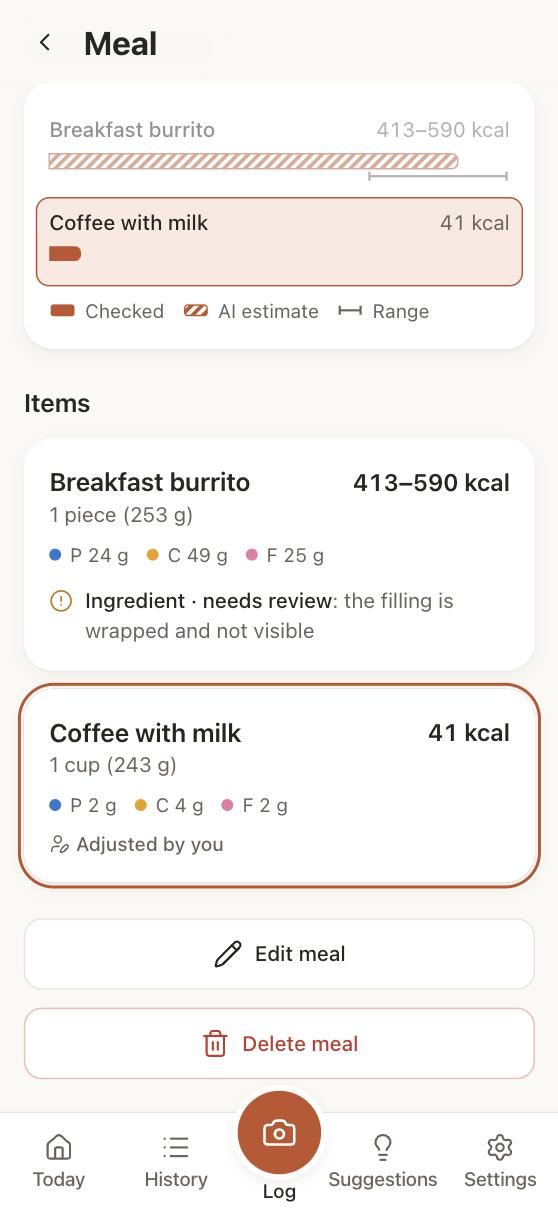 Meal
Breakfast burrito 413–590 kcal
Coffee with milk 41 kcal
Checked AI estimate Range
Items
Breakfast burrito 413–590 kcal
1 piece (253 g)
P 24 g C 49 g F 25 g
Ingredient · needs review: the filling is
wrapped and not visible
Coffee with milk 41 kcal
1 cup (243 g)
P 2 g C 4 g F 2 g
Adjusted by you
Edit meal
Delete meal
Today History Log Suggestions Settings